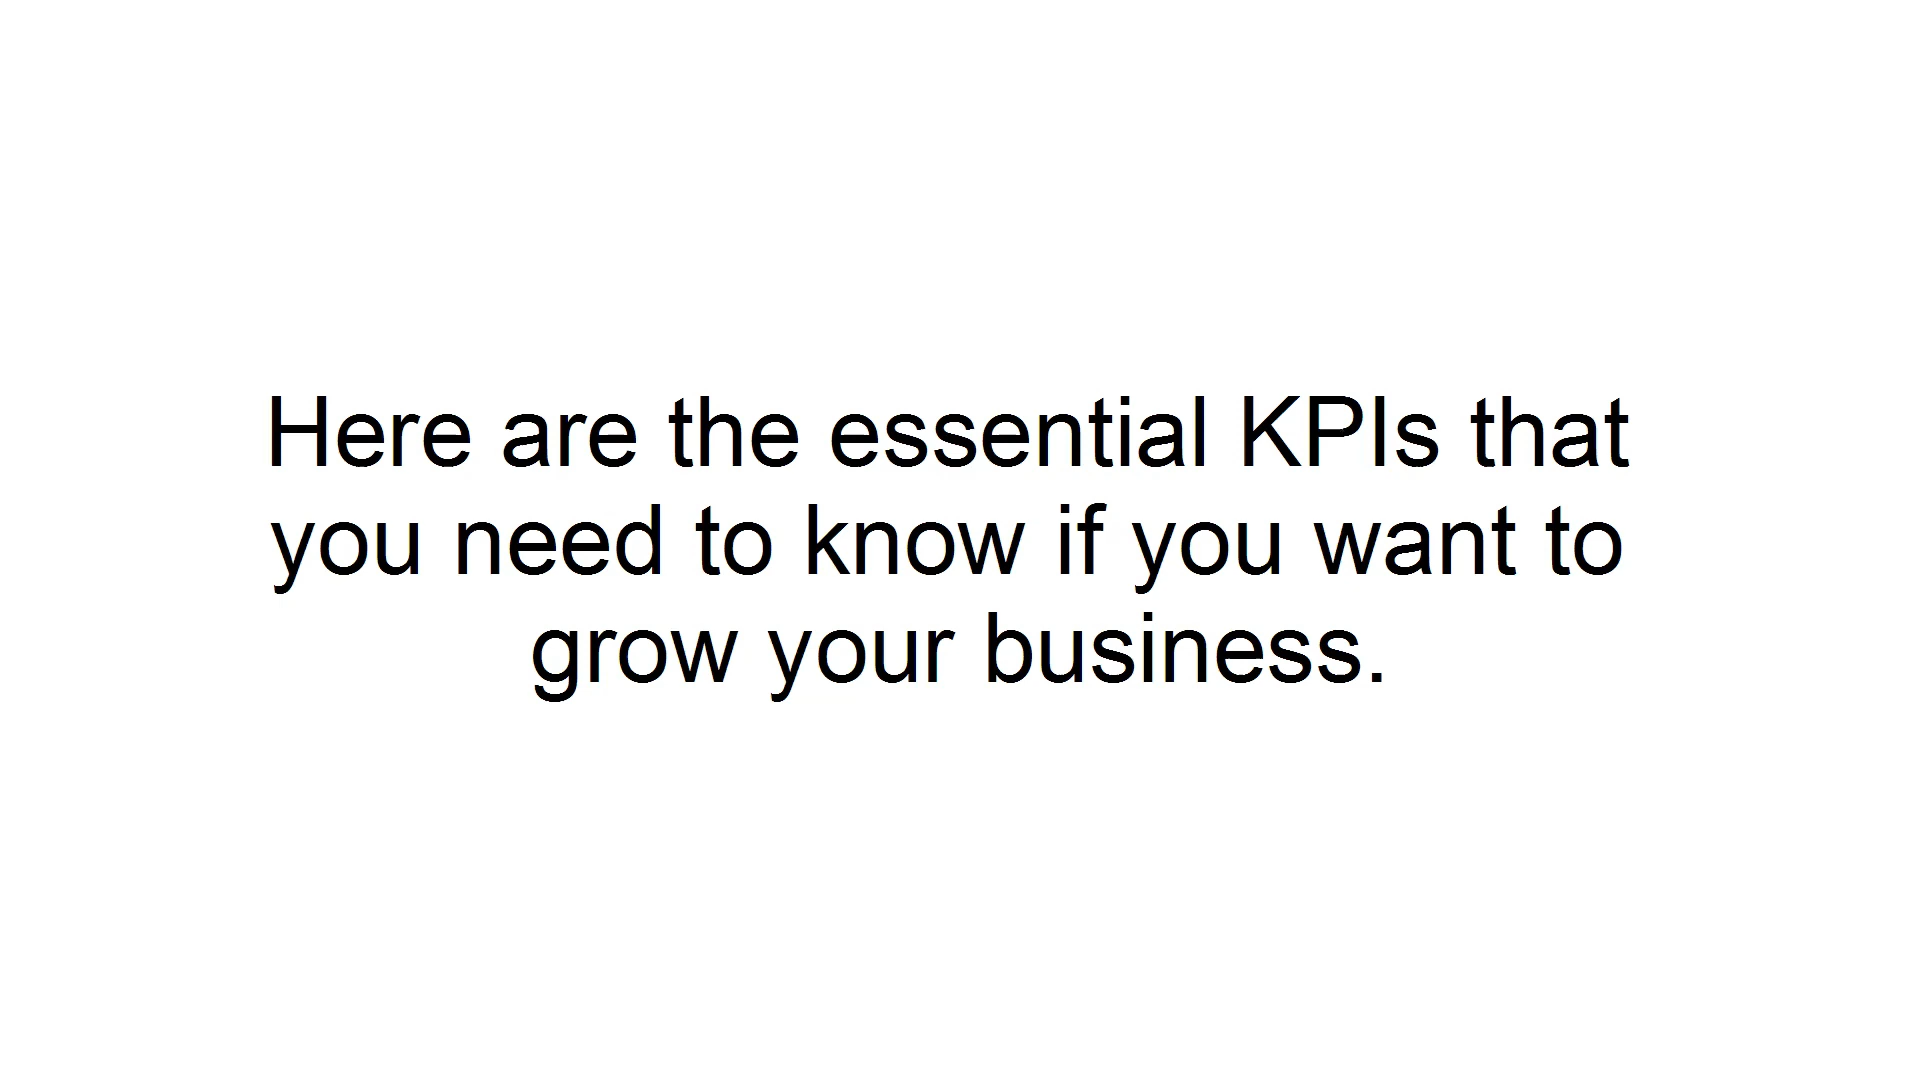 Here are the essential KPIs that
you need to know if you want to
grow your business.